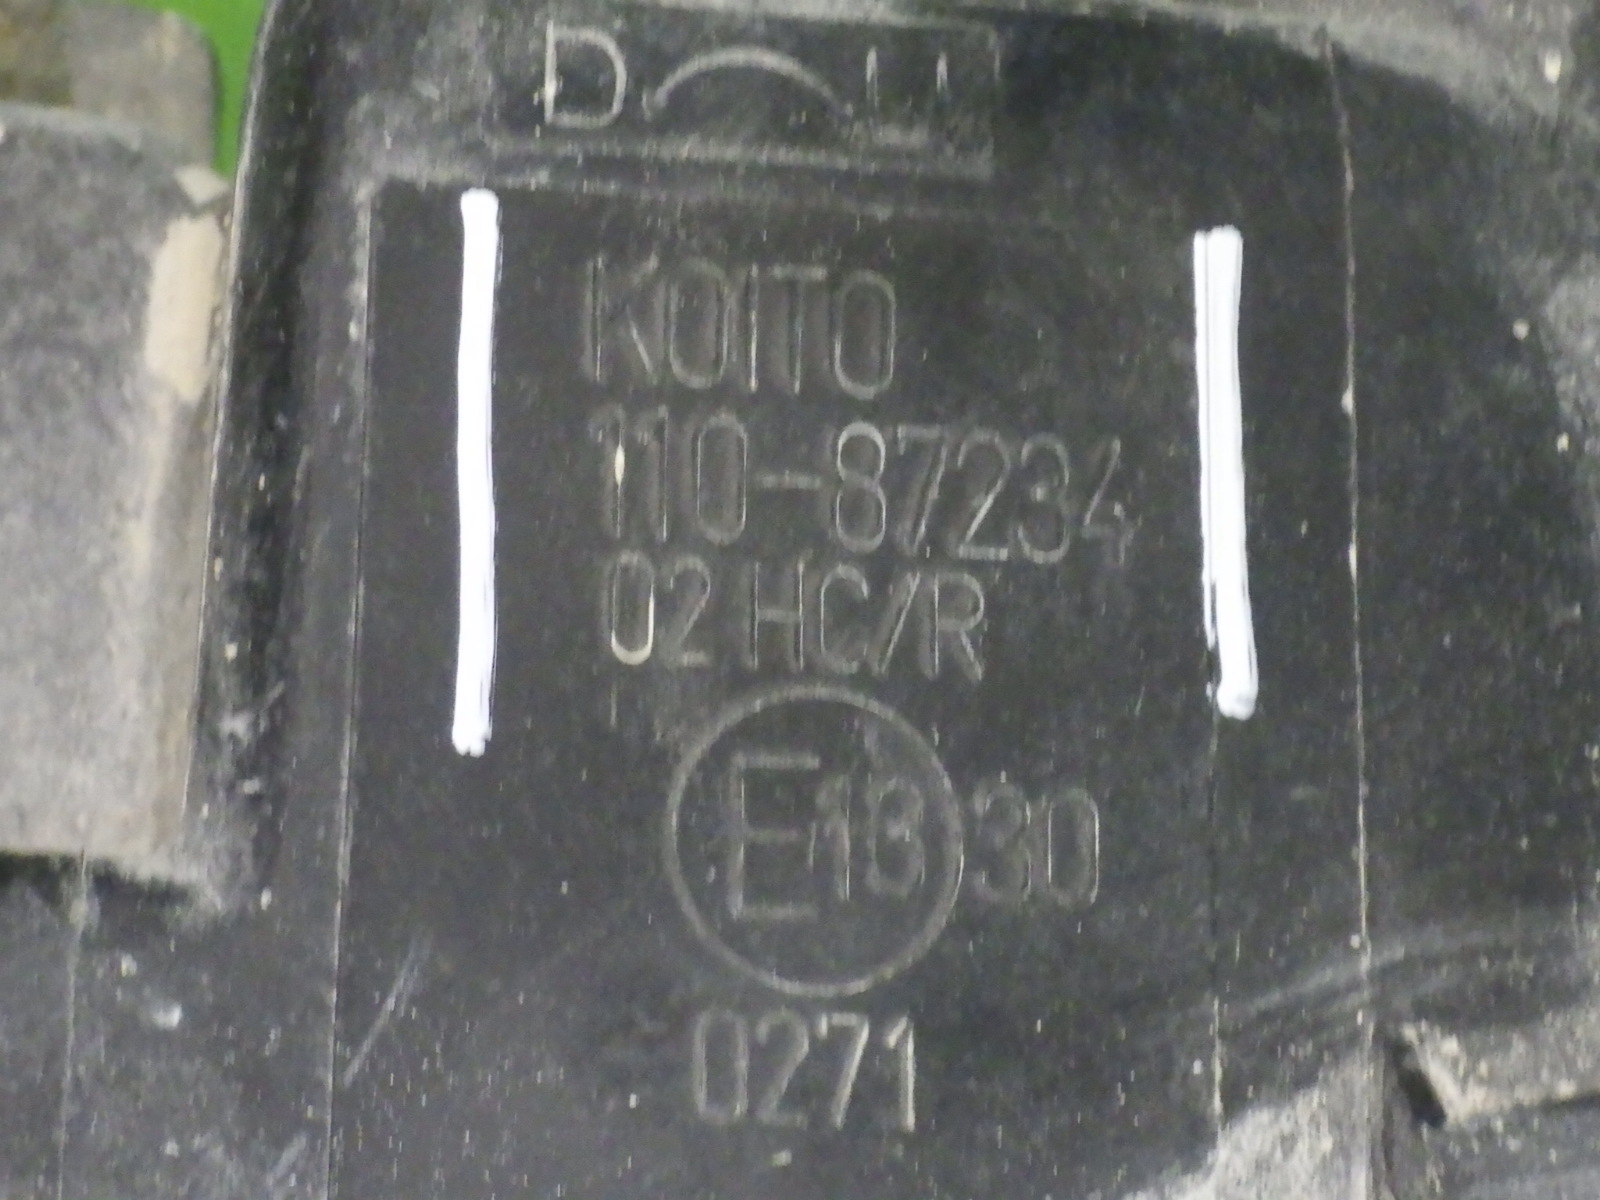 D U
KOITO
110-87234
02 HC/R
E13 30
0271